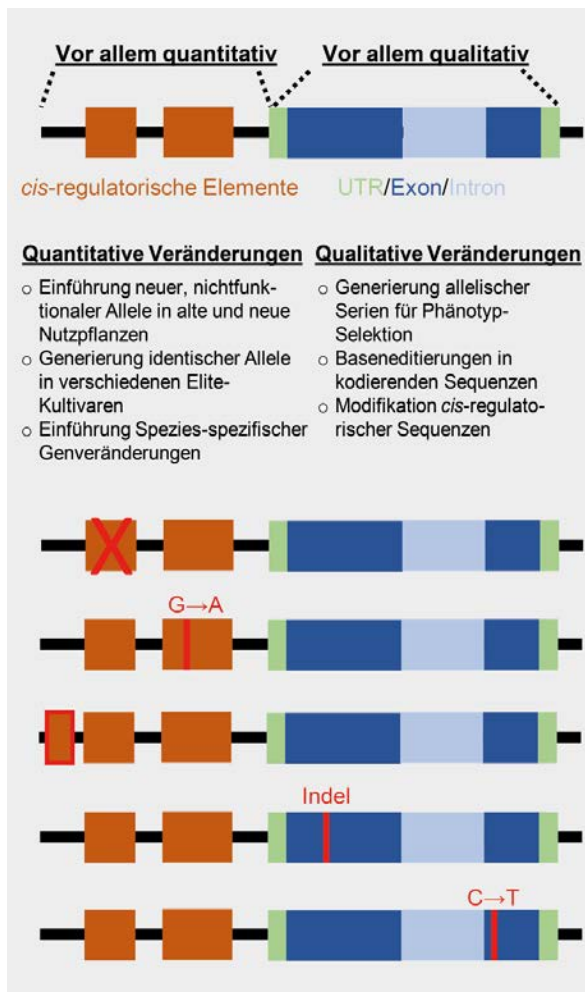 Vor allem quantitativ Vor allem qualitativ
cis-regulatorische Elemente UTR/Exon/Intron
Quantitative Veränderungen
○ Einführung neuer, nichtfunk-
tionaler Allele in alte und neue
Nutzpflanzen
○ Generierung identischer Allele
in verschiedenen Elite-
Kultivaren
○ Einführung Spezies-spezifischer
Genveränderungen
Qualitative Veränderungen
○ Generierung allelischer
Serien für Phänotyp-
Selektion
○ Baseneditierungen in
kodierenden Sequenzen
○ Modifikation cis-regulato-
rischer Sequenzen
G→A
Indel
C→T